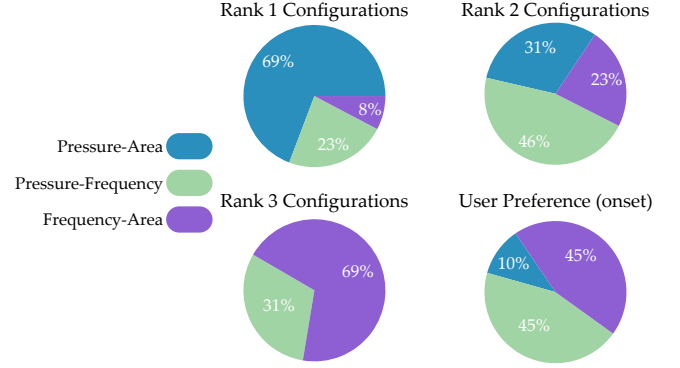 Rank 1 Configurations
Rank 2 Configurations
69%
8%
23%
31%
23%
46%
Pressure-Area
Pressure-Frequency
Frequency-Area
Rank 3 Configurations
User Preference (onset)
69%
31%
10%
45%
45%